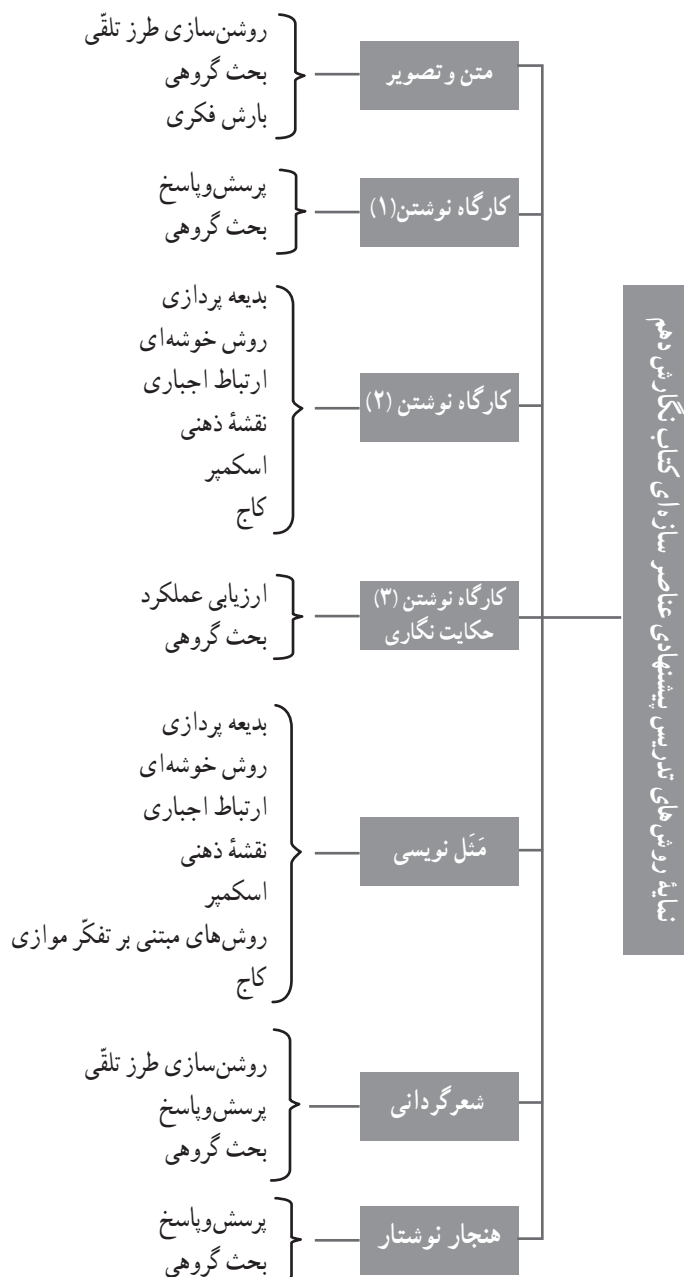 نمایهٔ روش‌های تدریس پیشنهادی عناصر سازه‌ای کتاب نگارش دهم
متن و تصویر
روشن‌سازی طرز تلقّی
بحث گروهی
بارش فکری
کارگاه نوشتن(۱)
پرسش‌وپاسخ
بحث گروهی
کارگاه نوشتن (۲)
بدیعه پردازی
روش خوشه‌ای
ارتباط اجباری
نقشهٔ ذهنی
اسکمپر
کاج
کارگاه نوشتن (۳)
حکایت نگاری
ارزیابی عملکرد
بحث گروهی
مَثَل نویسی
بدیعه پردازی
روش خوشه‌ای
ارتباط اجباری
نقشهٔ ذهنی
اسکمپر
روش‌های مبتنی بر تفکّر موازی
کاج
شعرگردانی
روشن‌سازی طرز تلقّی
پرسش‌وپاسخ
بحث گروهی
هنجار نوشتار
پرسش‌وپاسخ
بحث گروهی